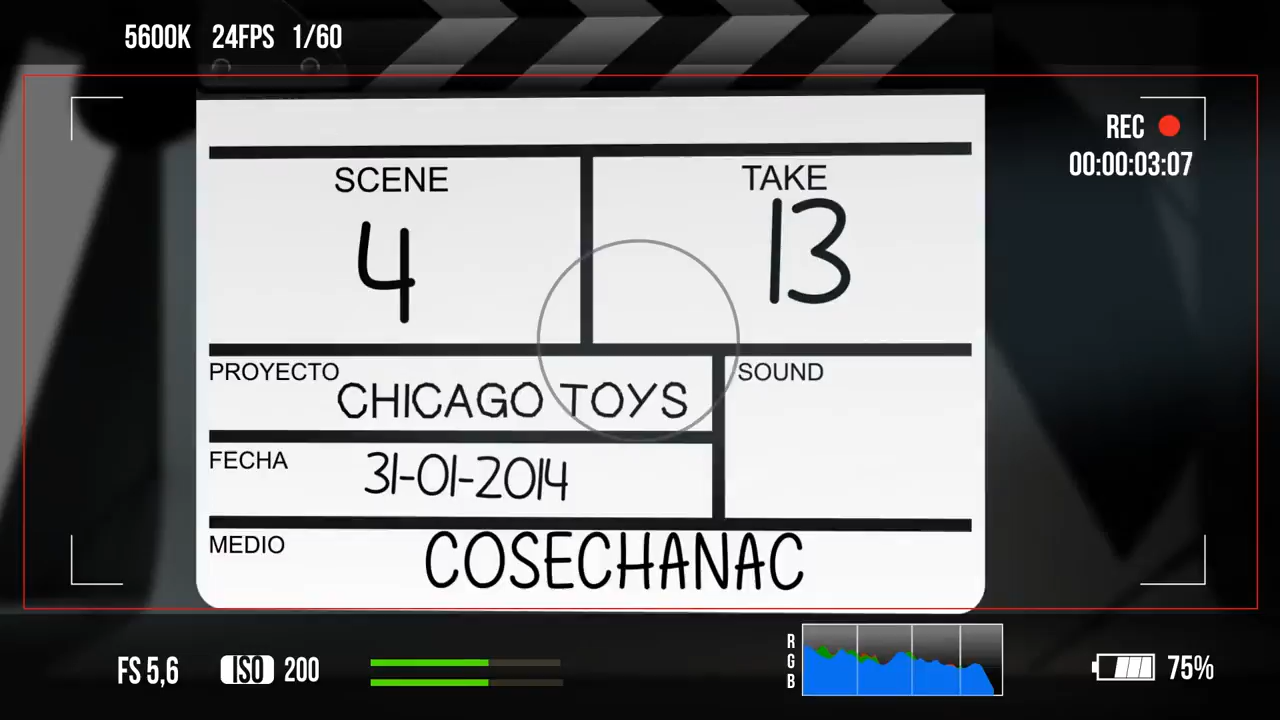 5600K 24FPS 1/60
REC
00:00:03:07
SCENE
4
TAKE
13
PROYECTO
CHICAGO TOYS
SOUND
FECHA
31-01-2014
MEDIO
COSECHANAC
FS 5,6 ISO 200
R
G
B
75%